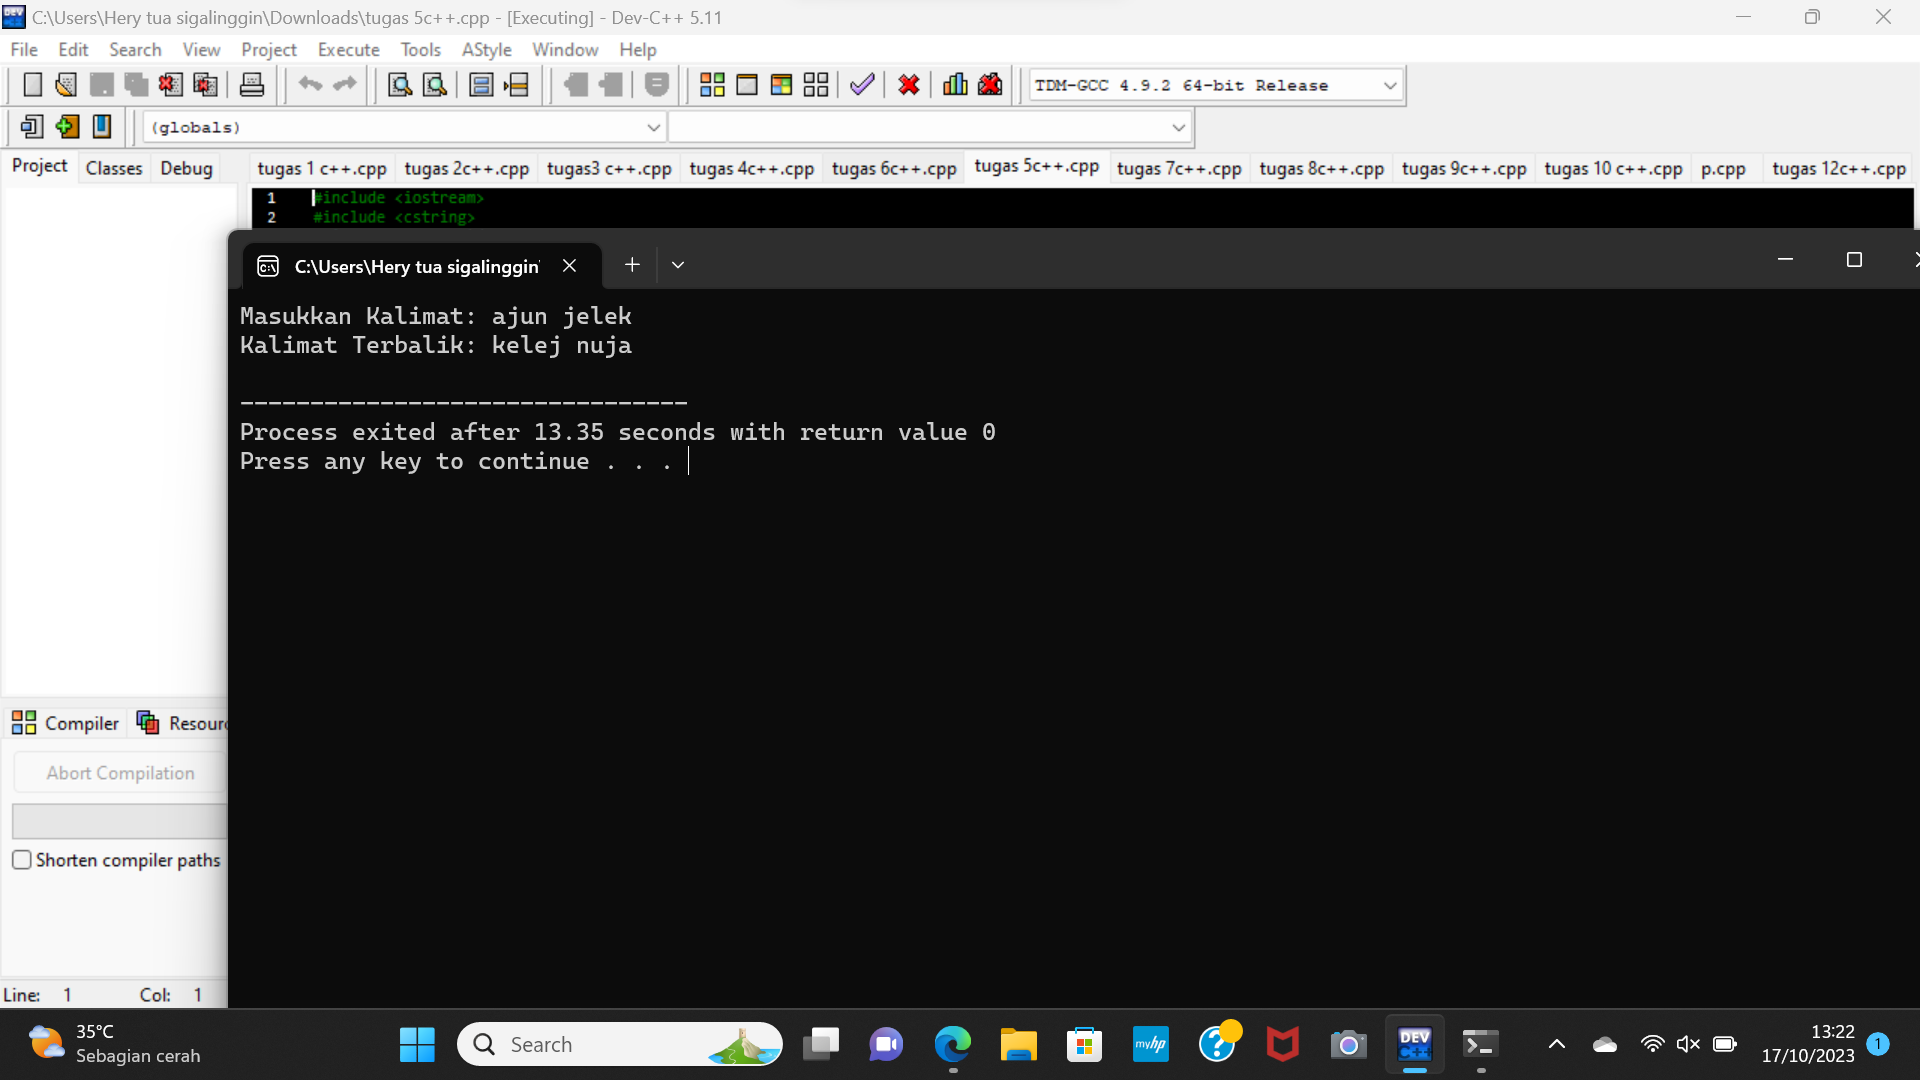 C:\Users\Hery tua sigalinggin\Downloads\tugas 5c++.cpp - [Executing] - Dev-C++ 5.11
File Edit Search View Project Execute Tools AStyle Window Help
TDM-GCC 4.9.2 64-bit Release
(globals)
Project Classes Debug tugas 1 c++.cpp tugas 2c++.cpp tugas3 c++.cpp tugas 4c++.cpp tugas 6c++.cpp tugas 5c++.cpp tugas 7c++.cpp tugas 8c++.cpp tugas 9c++.cpp tugas 10 c++.cpp p.cpp tugas 12c++.cpp
1 #include <iostream>
2 #include <cstring>
C:\Users\Hery tua sigalinggin\
Masukkan Kalimat: ajun jelek
Kalimat Terbalik: kelej nuja
--------------------------------
Process exited after 13.35 seconds with return value 0
Press any key to continue . . .
Compiler Resour
Abort Compilation
Shorten compiler paths
Line: 1 Col: 1
35°C
Sebagian cerah
Search
myhp
DEV C++
13:22
17/10/2023
1